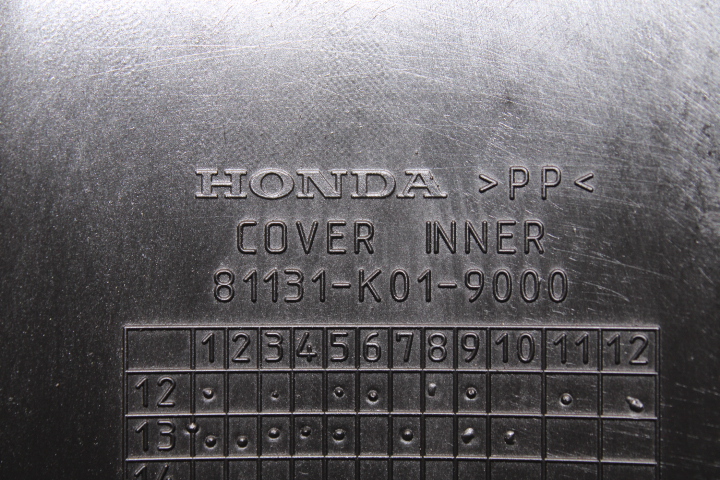 HONDA >PP<
COVER INNER
81131-K01-9000
1 2 3 4 5 6 7 8 9 10 11 12
12
13
14